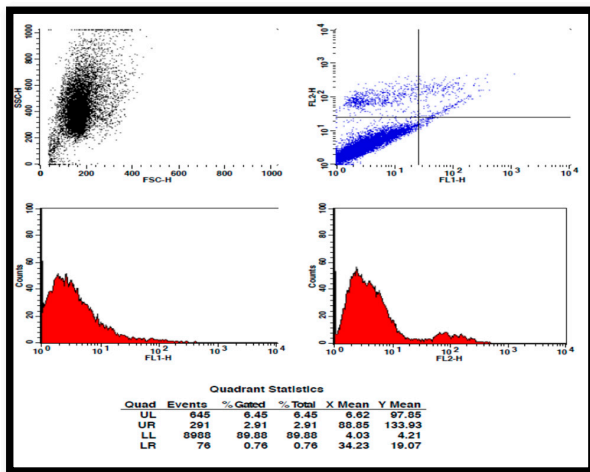 1000
800
600
400
200
0
SSC-H
0 200 400 600 800 1000
FSC-H
10^4
10^3
10^2
10^1
10^0
FL2-H
10^0 10^1 10^2 10^3 10^4
FL1-H
100
80
60
40
20
0
Counts
10^0 10^1 10^2 10^3 10^4
FL1-H
100
80
60
40
20
0
Counts
10^0 10^1 10^2 10^3 10^4
FL2-H
Quadrant Statistics
Quad Events % Gated % Total X Mean Y Mean
UL 645 6.45 6.45 6.62 97.85
UR 291 2.91 2.91 88.85 133.93
LL 8988 89.88 89.88 4.03 4.21
LR 76 0.76 0.76 34.23 19.07